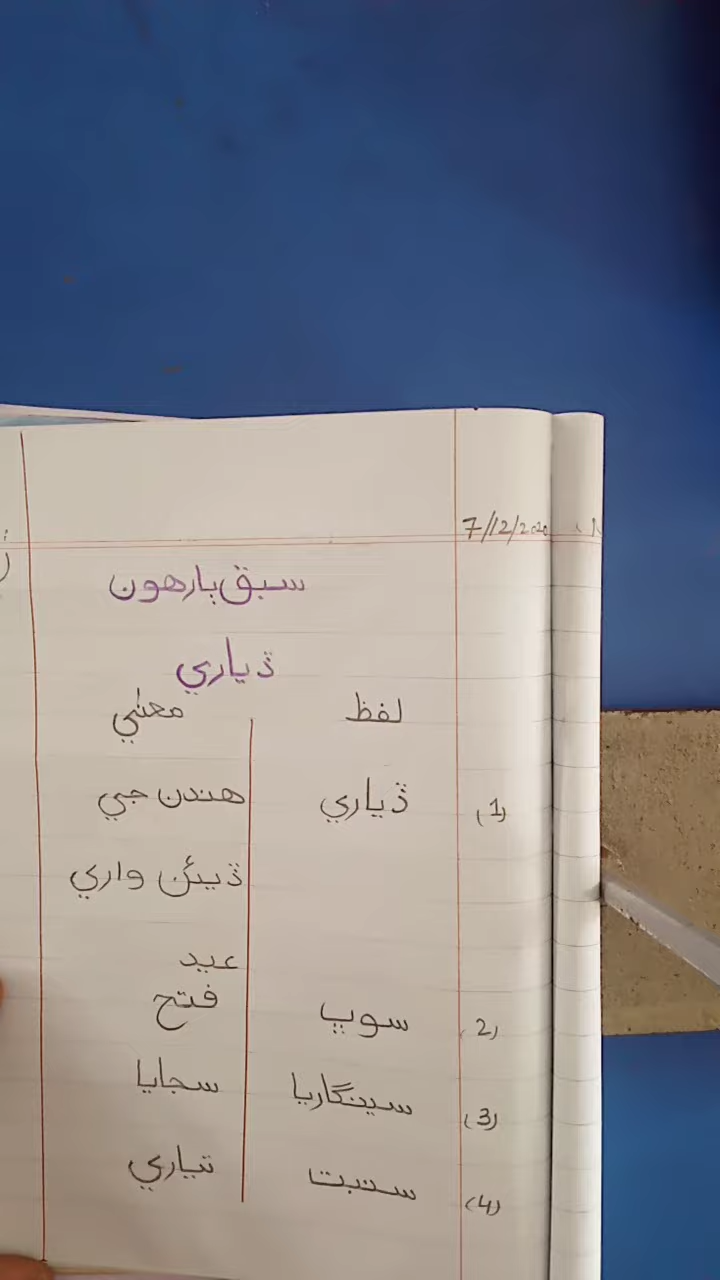 7/12/2020
سبق ٻارهون
ڏياري
لفظ معنيٰ
(1) ڏياري هندن جي
ڏيئن واري
عيد
(2) سوڀ فتح
(3) سينگاريا سجايا
(4) سنبت تياري